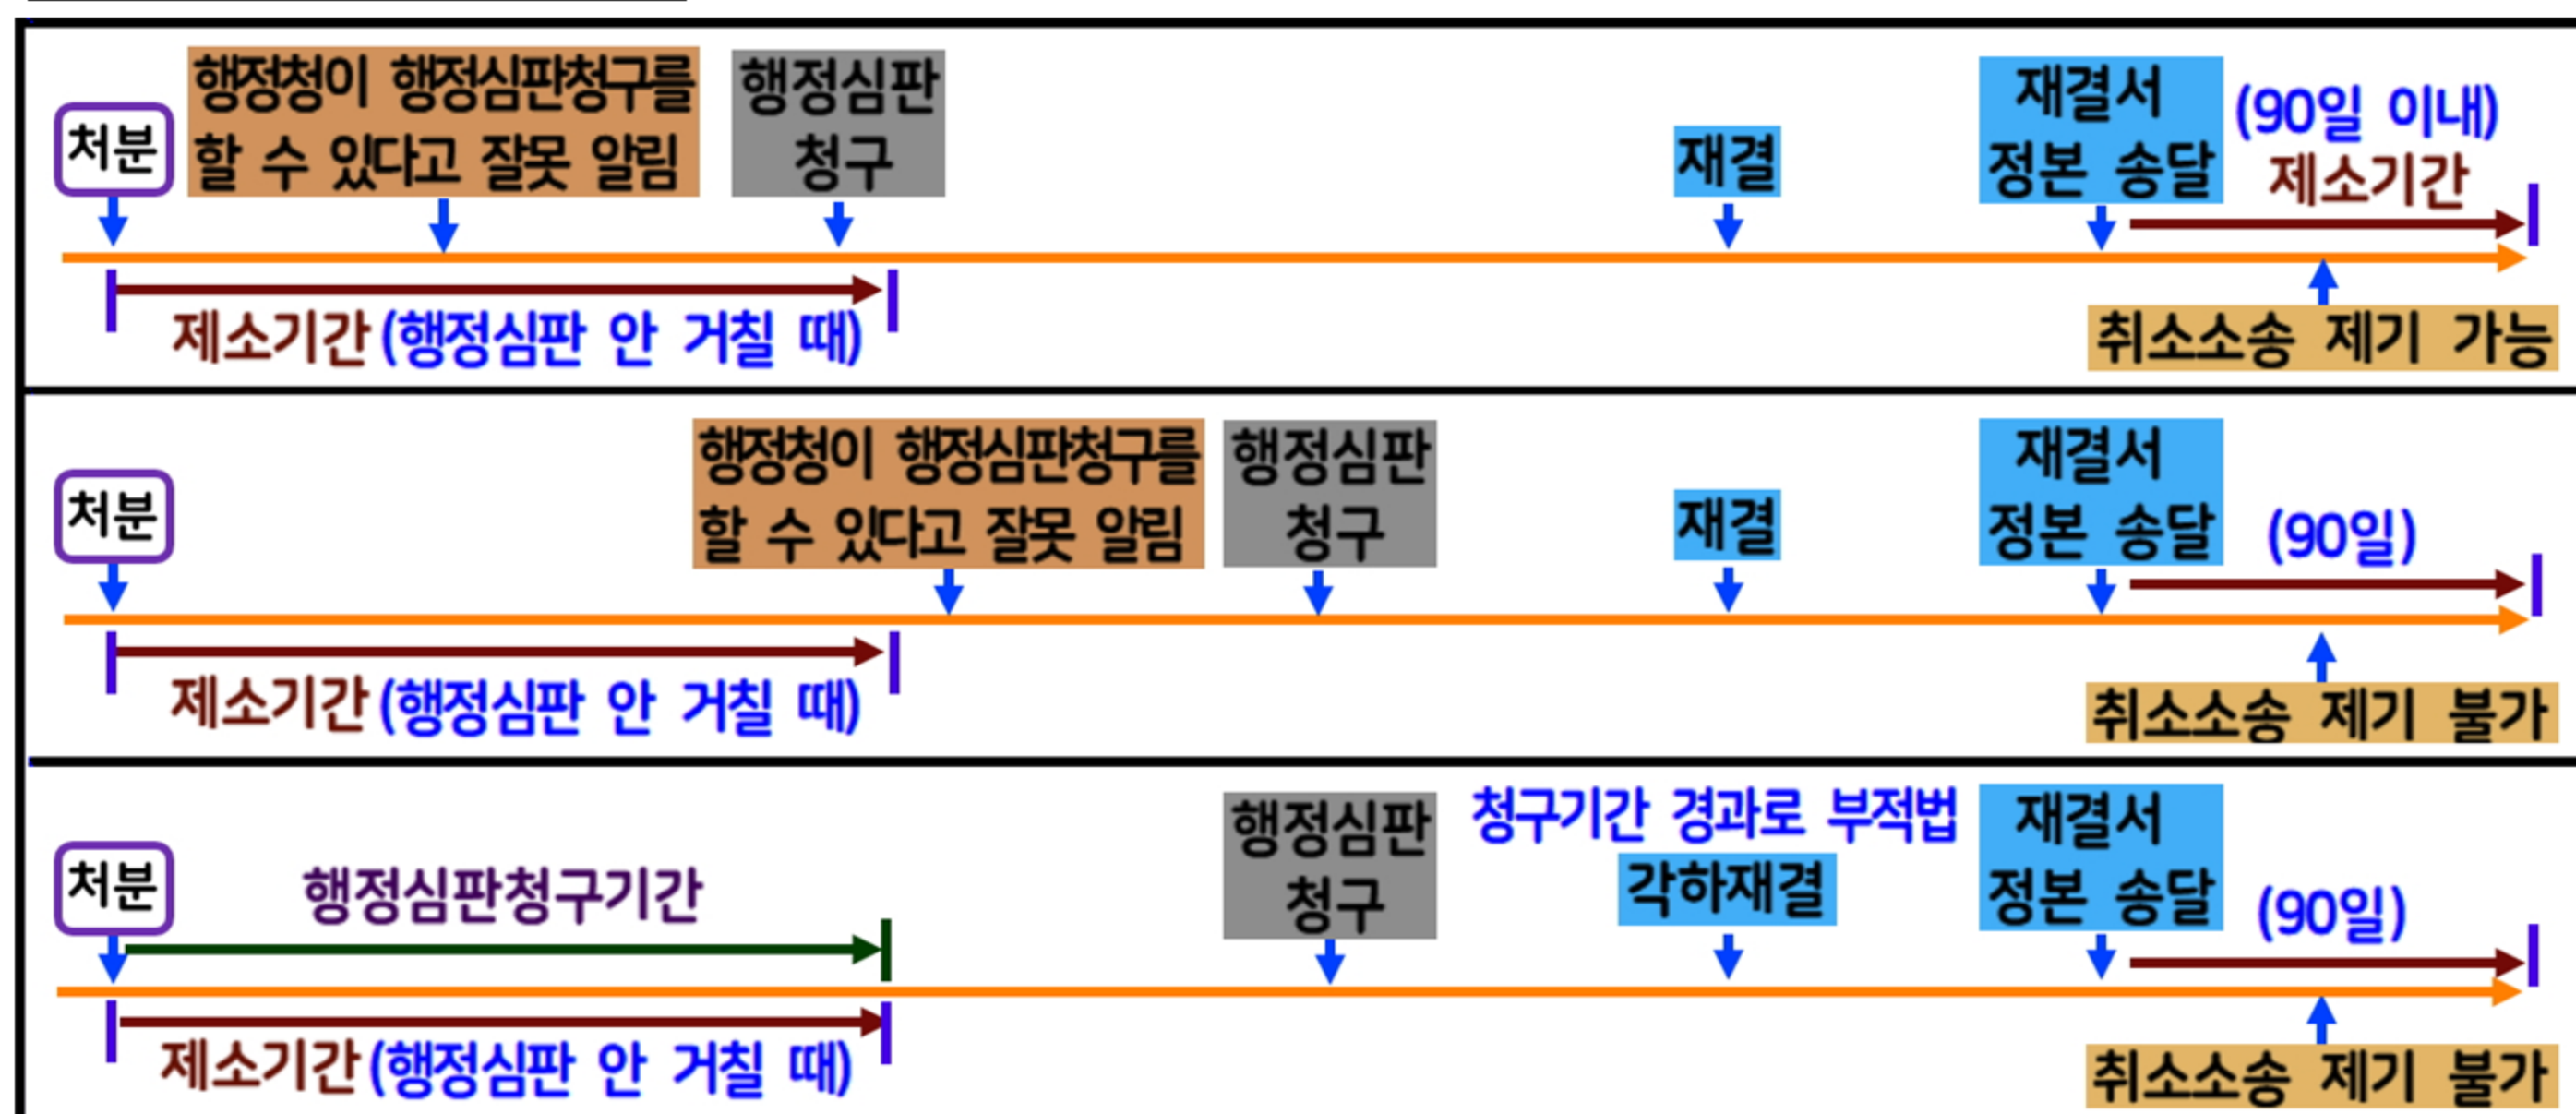 처분
행정청이 행정심판청구를
할 수 있다고 잘못 알림
행정심판
청구
재결
재결서
정본 송달
(90일 이내)
제소기간
제소기간(행정심판 안 거칠 때)
취소소송 제기 가능
처분
행정청이 행정심판청구를
할 수 있다고 잘못 알림
행정심판
청구
재결
재결서
정본 송달
(90일)
제소기간(행정심판 안 거칠 때)
취소소송 제기 불가
처분
행정심판청구기간
행정심판
청구
청구기간 경과로 부적법
각하재결
재결서
정본 송달
(90일)
제소기간(행정심판 안 거칠 때)
취소소송 제기 불가